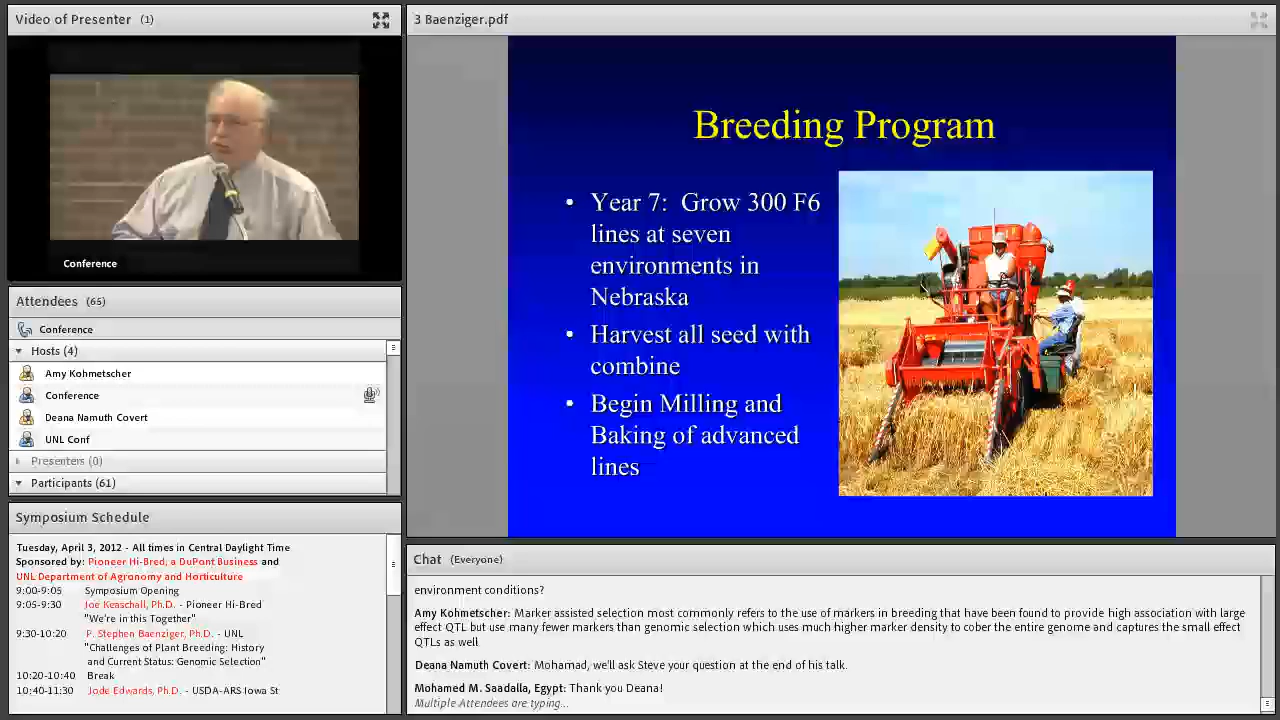 Video of Presenter (1)
Conference
Attendees (65)
Conference
Hosts (4)
Amy Kohmetscher
Conference
Deana Namuth Covert
UNL Conf
Presenters (0)
Participants (61)
Symposium Schedule
Tuesday, April 3, 2012 - All times in Central Daylight Time
Sponsored by: Pioneer Hi-Bred, a DuPont Business and
UNL Department of Agronomy and Horticulture
9:00-9:05 Symposium Opening
9:05-9:30 Joe Keaschall, Ph.D. - Pioneer Hi-Bred
"We're in this Together"
9:30-10:20 P. Stephen Baenziger, Ph.D. - UNL
"Challenges of Plant Breeding: History
and Current Status: Genomic Selection"
10:20-10:40 Break
10:40-11:30 Jode Edwards, Ph.D. - USDA-ARS Iowa St
3 Baenziger.pdf
Breeding Program
• Year 7: Grow 300 F6
lines at seven
environments in
Nebraska
• Harvest all seed with
combine
• Begin Milling and
Baking of advanced
lines
Chat (Everyone)
environment conditions?
Amy Kohmetscher: Marker assisted selection most commonly refers to the use of markers in breeding that have been found to provide high association with large
effect QTL but use many fewer markers than genomic selection which uses much higher marker density to cober the entire genome and captures the small effect
QTLs as well
Deana Namuth Covert: Mohamad, we'll ask Steve your question at the end of his talk.
Mohamed M. Saadalla, Egypt: Thank you Deana!
Multiple Attendees are typing...